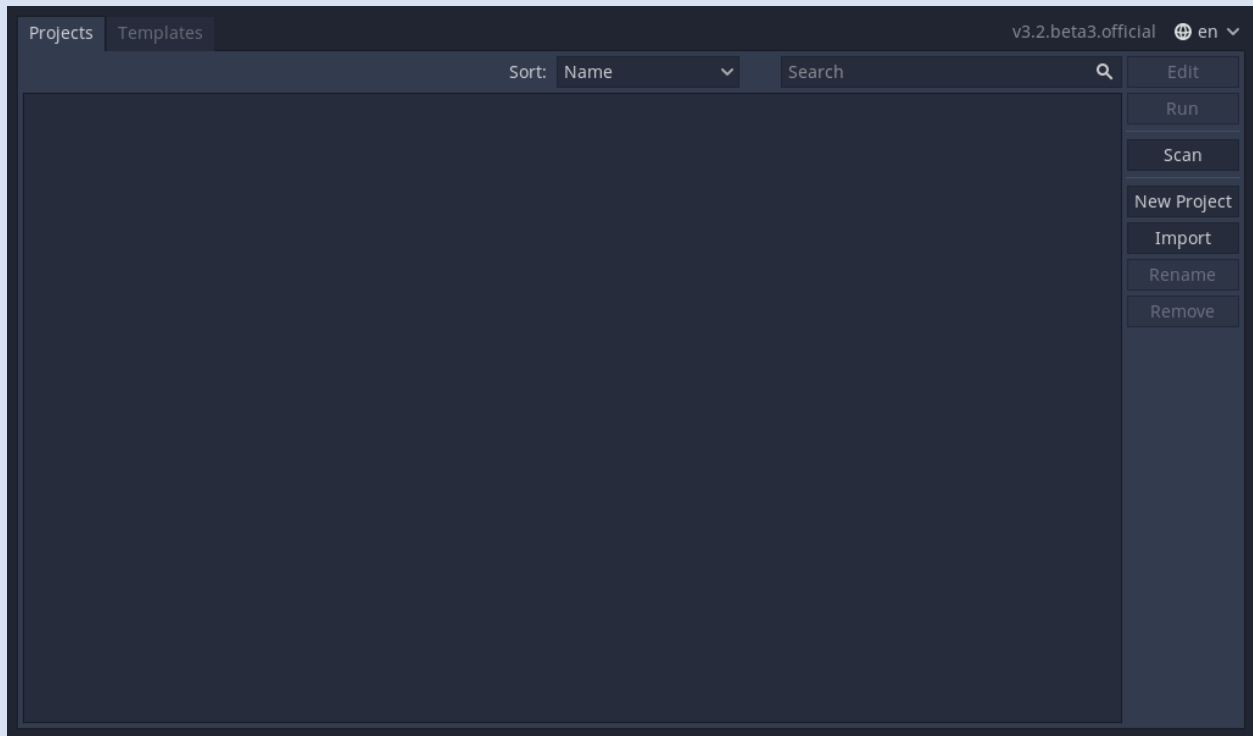 Projects Templates v3.2.beta3.official en
Sort: Name Search Edit
Run
Scan
New Project
Import
Rename
Remove